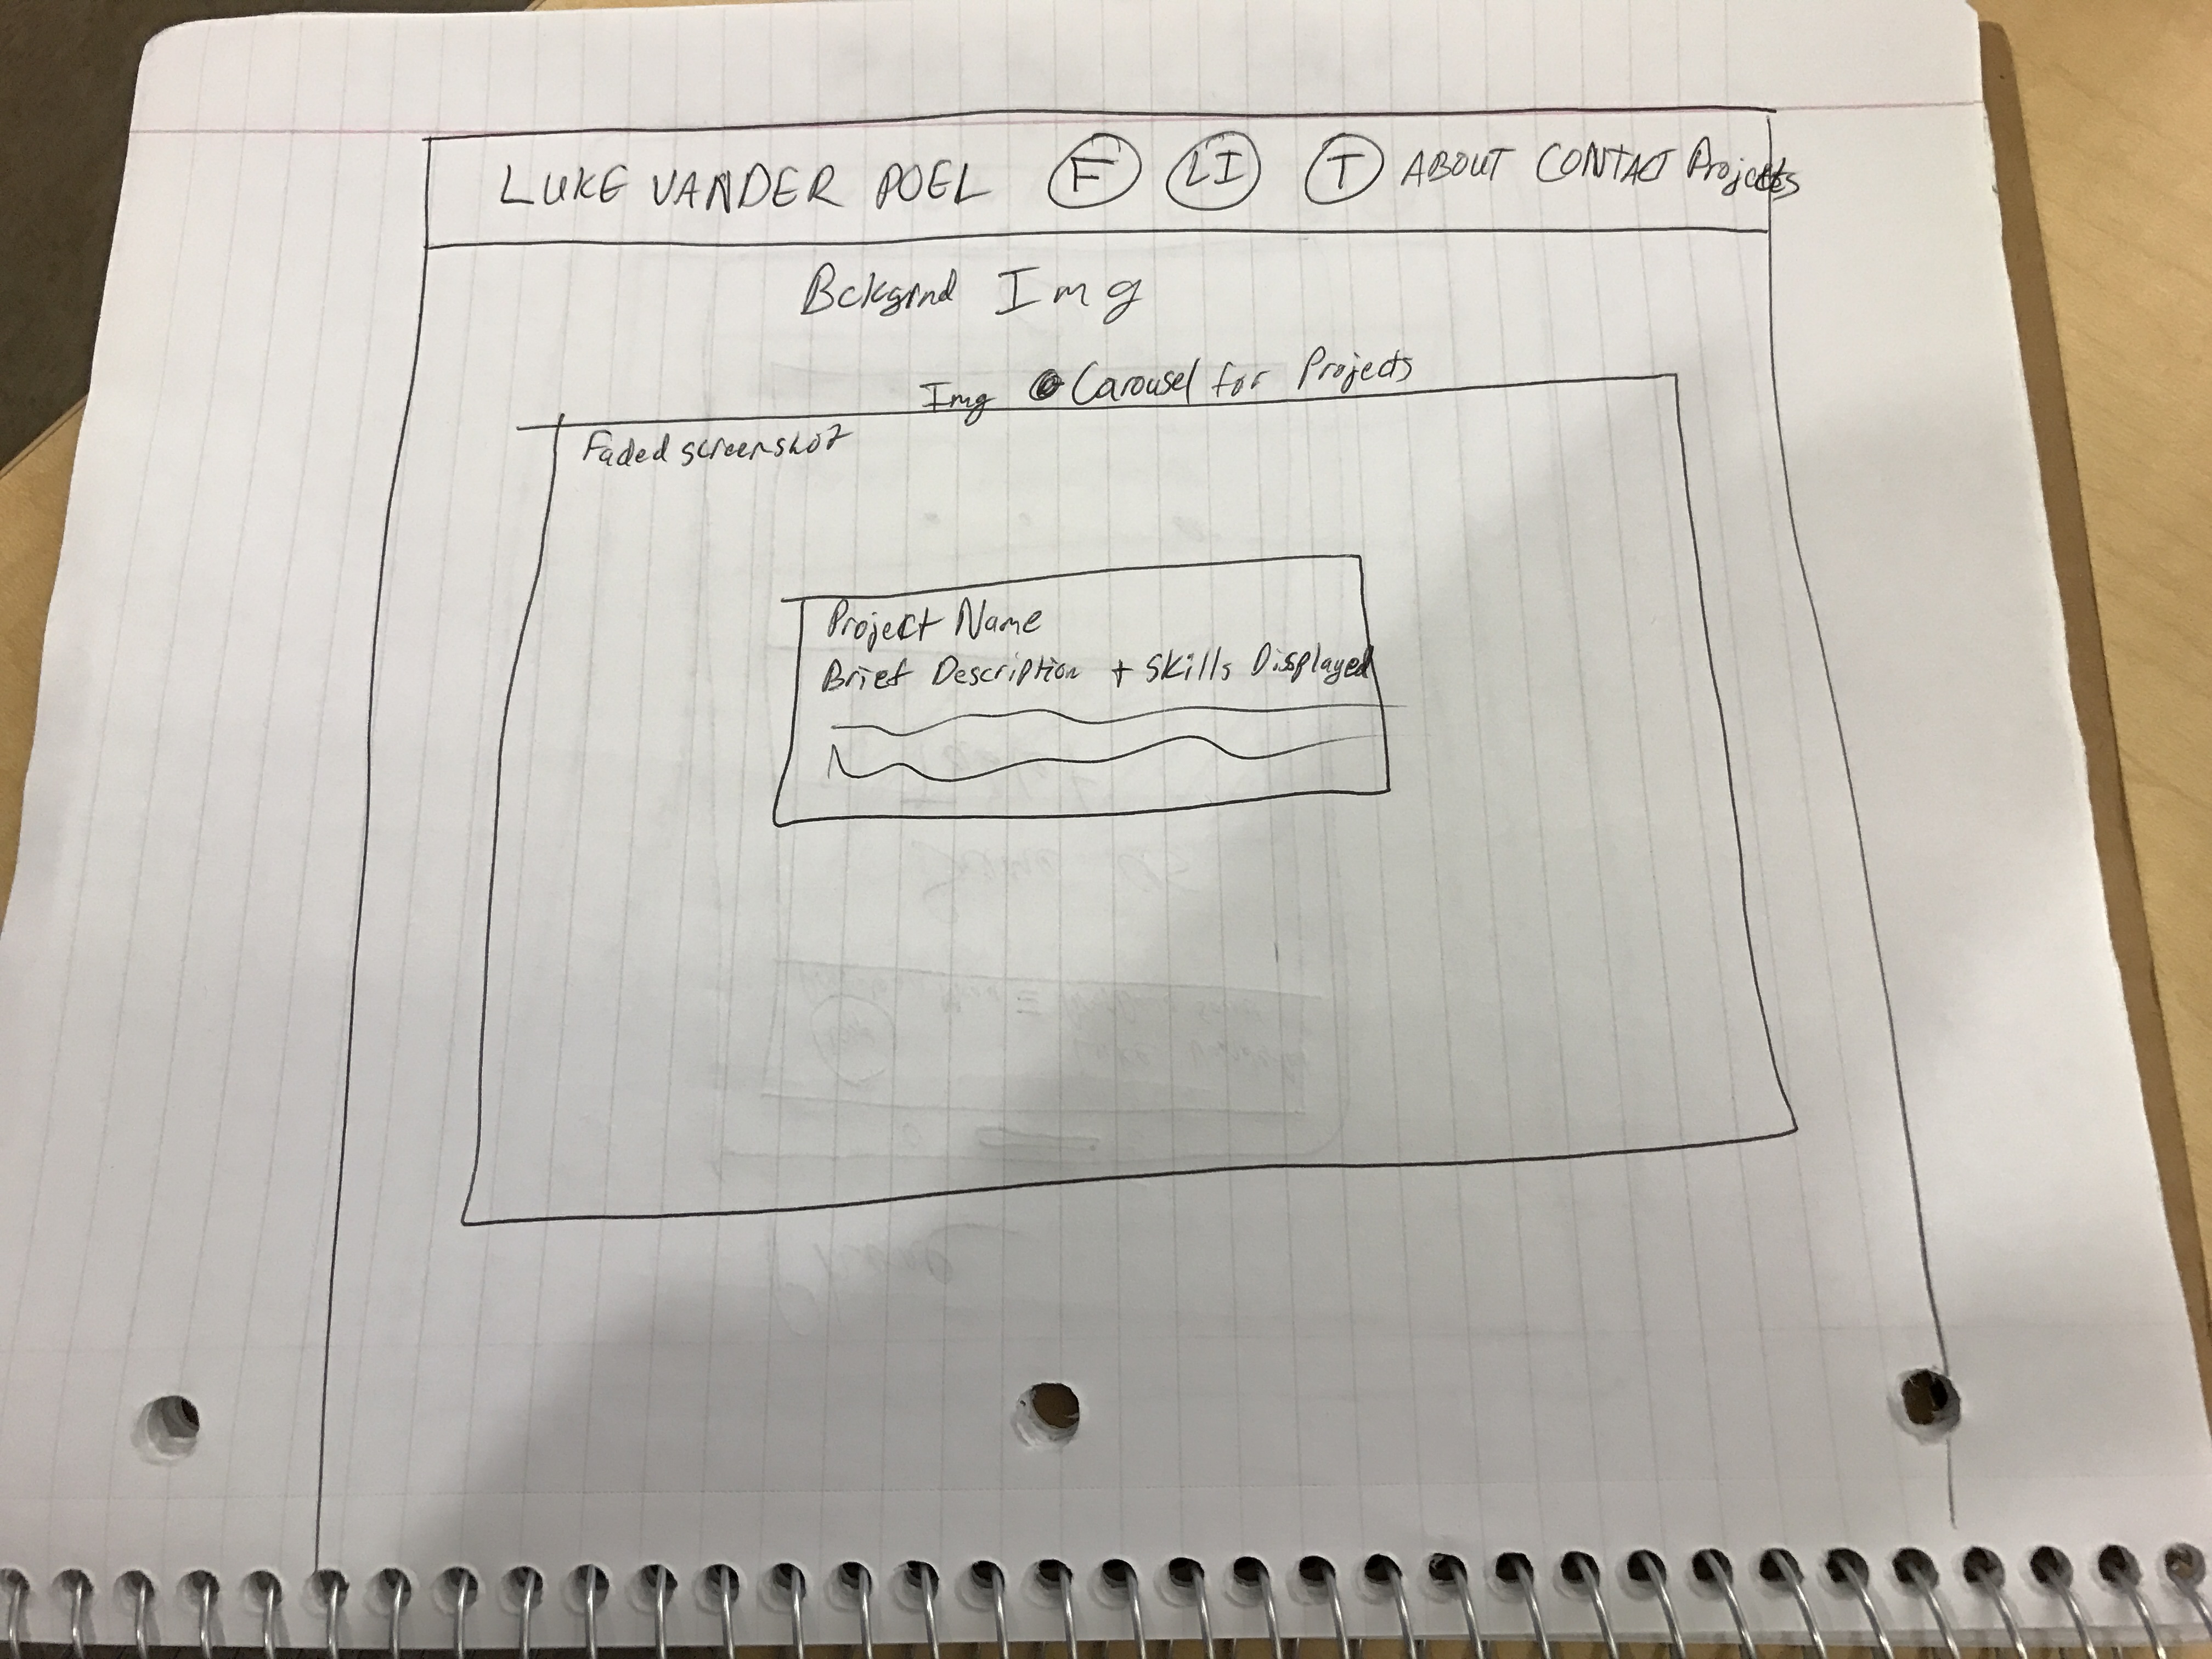 LUKE VANDER POEL F LI T ABOUT CONTACT Projects
Bckgrnd Img
Img Carousel for Projects
Faded screenshot
Project Name
Brief Description + Skills Displayed